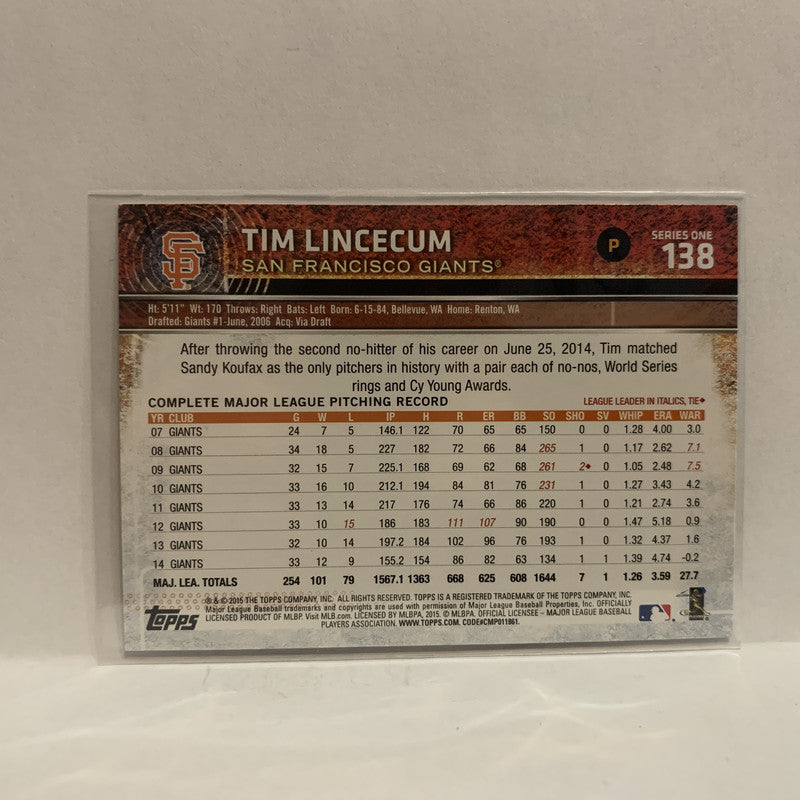 SF
TIM LINCECUM
SAN FRANCISCO GIANTS®
P
SERIES ONE
138
Ht: 5'11" Wt: 170 Throws: Right Bats: Left Born: 6-15-84, Bellevue, WA Home: Renton, WA
Drafted: Giants #1-June, 2006 Acq: Via Draft
After throwing the second no-hitter of his career on June 25, 2014, Tim matched
Sandy Koufax as the only pitchers in history with a pair each of no-nos, World Series
rings and Cy Young Awards.
COMPLETE MAJOR LEAGUE PITCHING RECORD LEAGUE LEADER IN ITALICS, TIE♦
YR CLUB G W L IP H R ER BB SO SHO SV WHIP ERA WAR
07 GIANTS 24 7 5 146.1 122 70 65 65 150 0 0 1.28 4.00 3.0
08 GIANTS 34 18 5 227 182 72 66 84 265 1 0 1.17 2.62 7.1
09 GIANTS 32 15 7 225.1 168 69 62 68 261 2♦ 0 1.05 2.48 7.5
10 GIANTS 33 16 10 212.1 194 84 81 76 231 1 0 1.27 3.43 4.2
11 GIANTS 33 13 14 217 176 74 66 86 220 1 0 1.21 2.74 3.6
12 GIANTS 33 10 15 186 183 111 107 90 190 0 0 1.47 5.18 0.9
13 GIANTS 32 10 14 197.2 184 102 96 76 193 1 0 1.32 4.37 1.6
14 GIANTS 33 12 9 155.2 154 86 82 63 134 1 1 1.39 4.74 -0.2
MAJ. LEA. TOTALS 254 101 79 1567.1 1363 668 625 608 1644 7 1 1.26 3.59 27.7
Topps
® & © 2015 THE TOPPS COMPANY, INC. ALL RIGHTS RESERVED. TOPPS IS A REGISTERED TRADEMARK OF THE TOPPS COMPANY, INC.
Major League Baseball trademarks and copyrights are used with permission of Major League Baseball Properties, Inc. OFFICIALLY
LICENSED PRODUCT OF MLBP. Visit MLB.com. LICENSED BY MLBPA, 2015. © MLBPA. OFFICIAL LICENSEE – MAJOR LEAGUE BASEBALL
PLAYERS ASSOCIATION. WWW.TOPPS.COM. CODE#CMP011861.